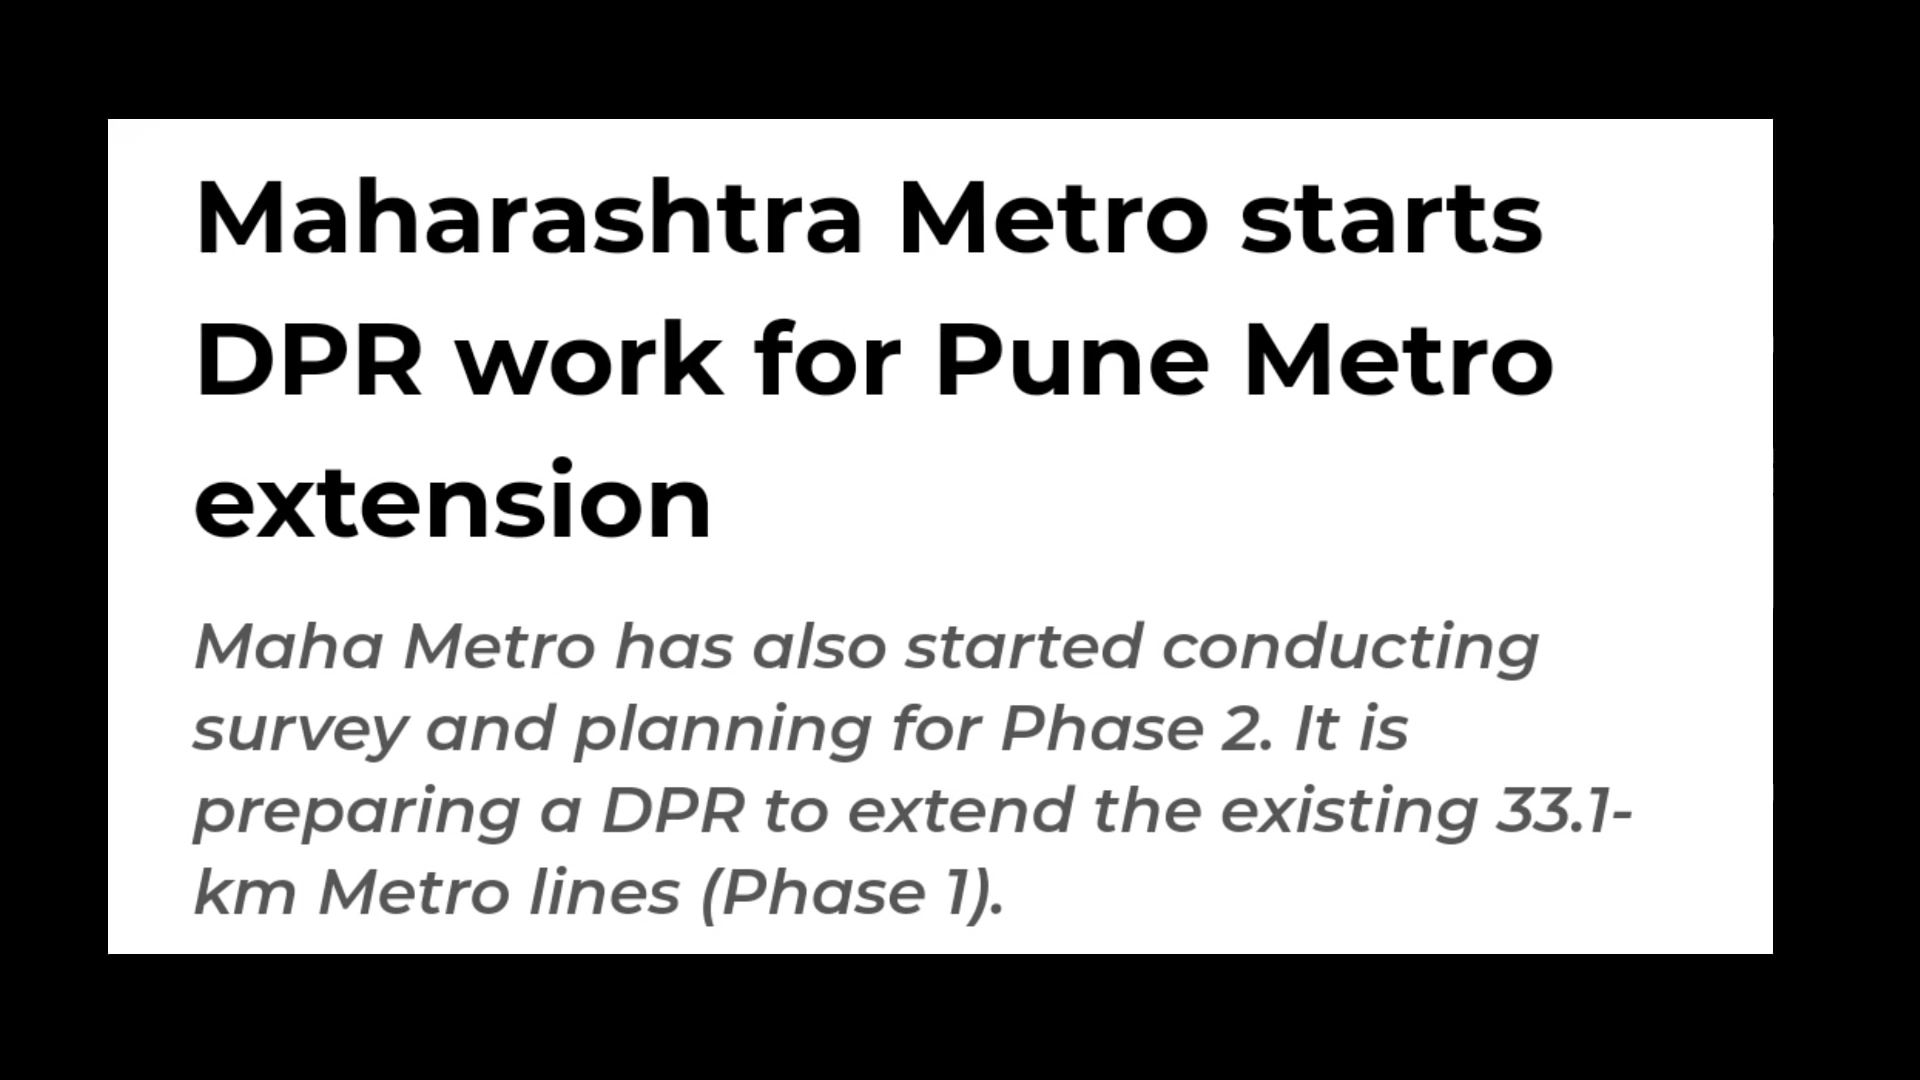 Maharashtra Metro starts
DPR work for Pune Metro
extension
Maha Metro has also started conducting
survey and planning for Phase 2. It is
preparing a DPR to extend the existing 33.1-
km Metro lines (Phase 1).